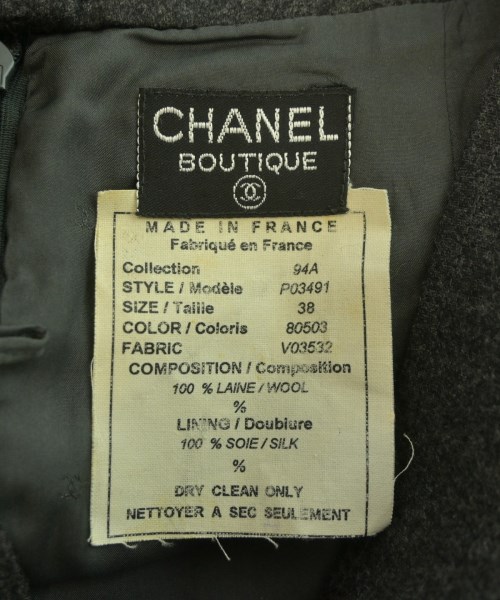 CHANEL
BOUTIQUE
MADE IN FRANCE
Fabriqué en France
Collection 94A
STYLE / Modèle P03491
SIZE / Taille 38
COLOR / Coloris 80503
FABRIC V03532
COMPOSITION / Composition
100 % LAINE / WOOL
%
LINING / Doublure
100 % SOIE / SILK
%
DRY CLEAN ONLY
NETTOYER A SEC SEULEMENT